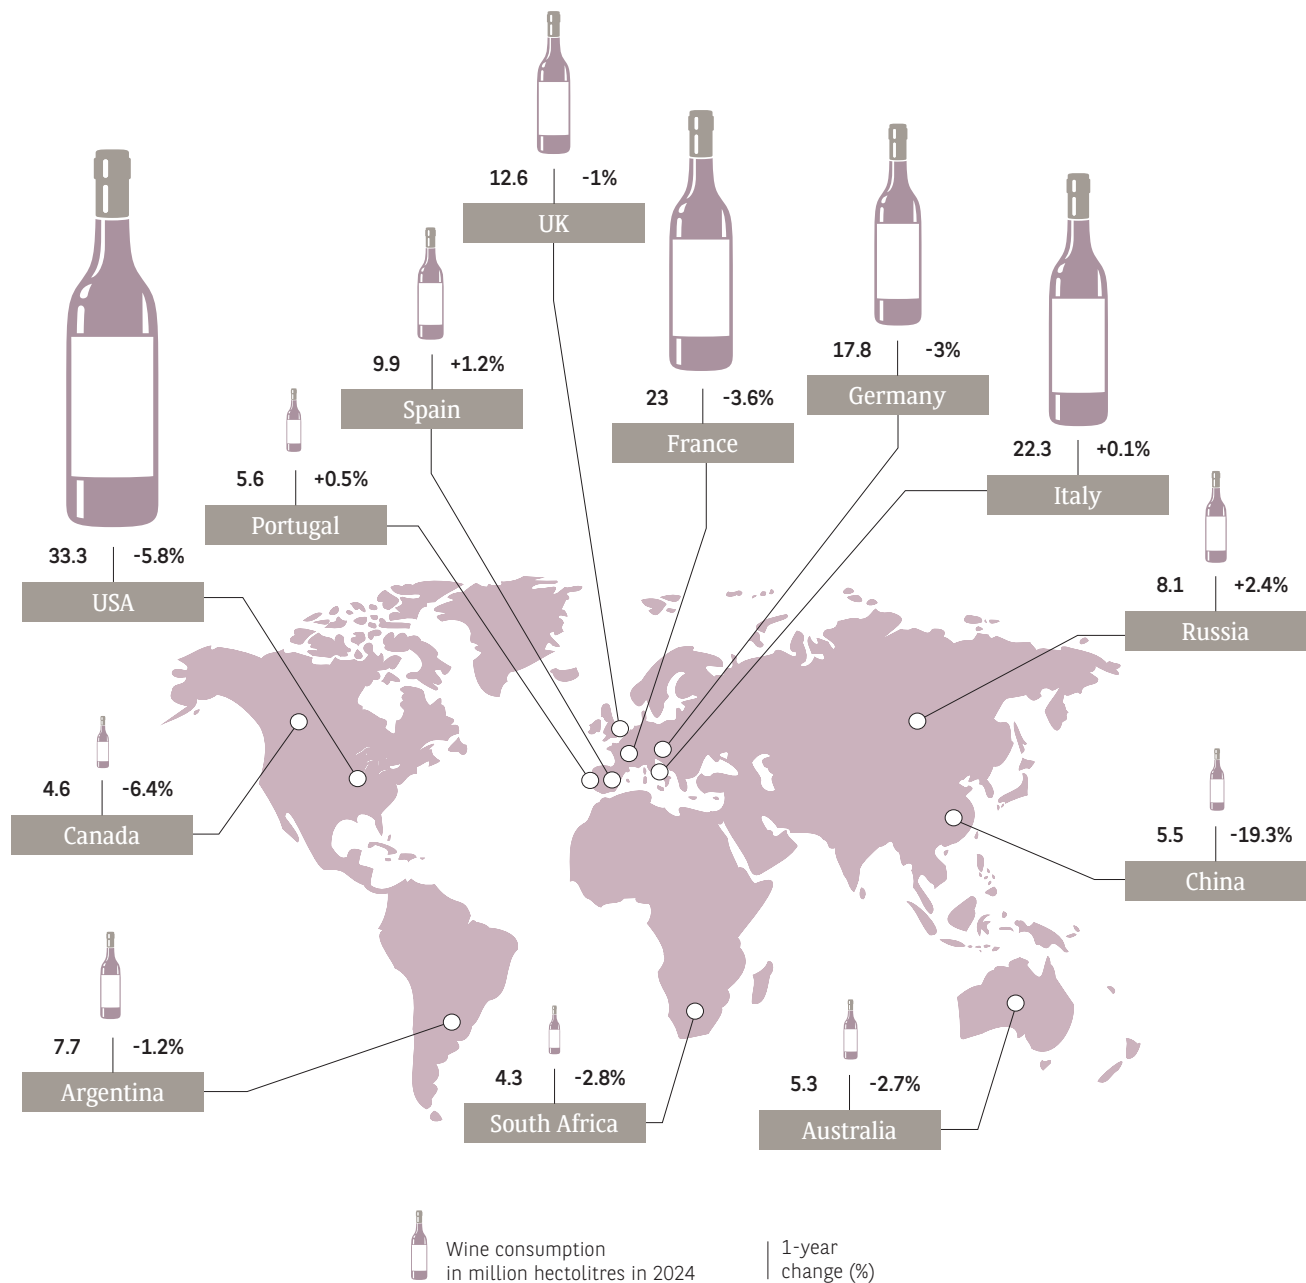 12.6 -1%
UK
9.9 +1.2%
Spain
23 -3.6%
France
17.8 -3%
Germany
22.3 +0.1%
Italy
5.6 +0.5%
Portugal
33.3 -5.8%
USA
8.1 +2.4%
Russia
4.6 -6.4%
Canada
5.5 -19.3%
China
7.7 -1.2%
Argentina
4.3 -2.8%
South Africa
5.3 -2.7%
Australia
Wine consumption
in million hectolitres in 2024
1-year
change (%)